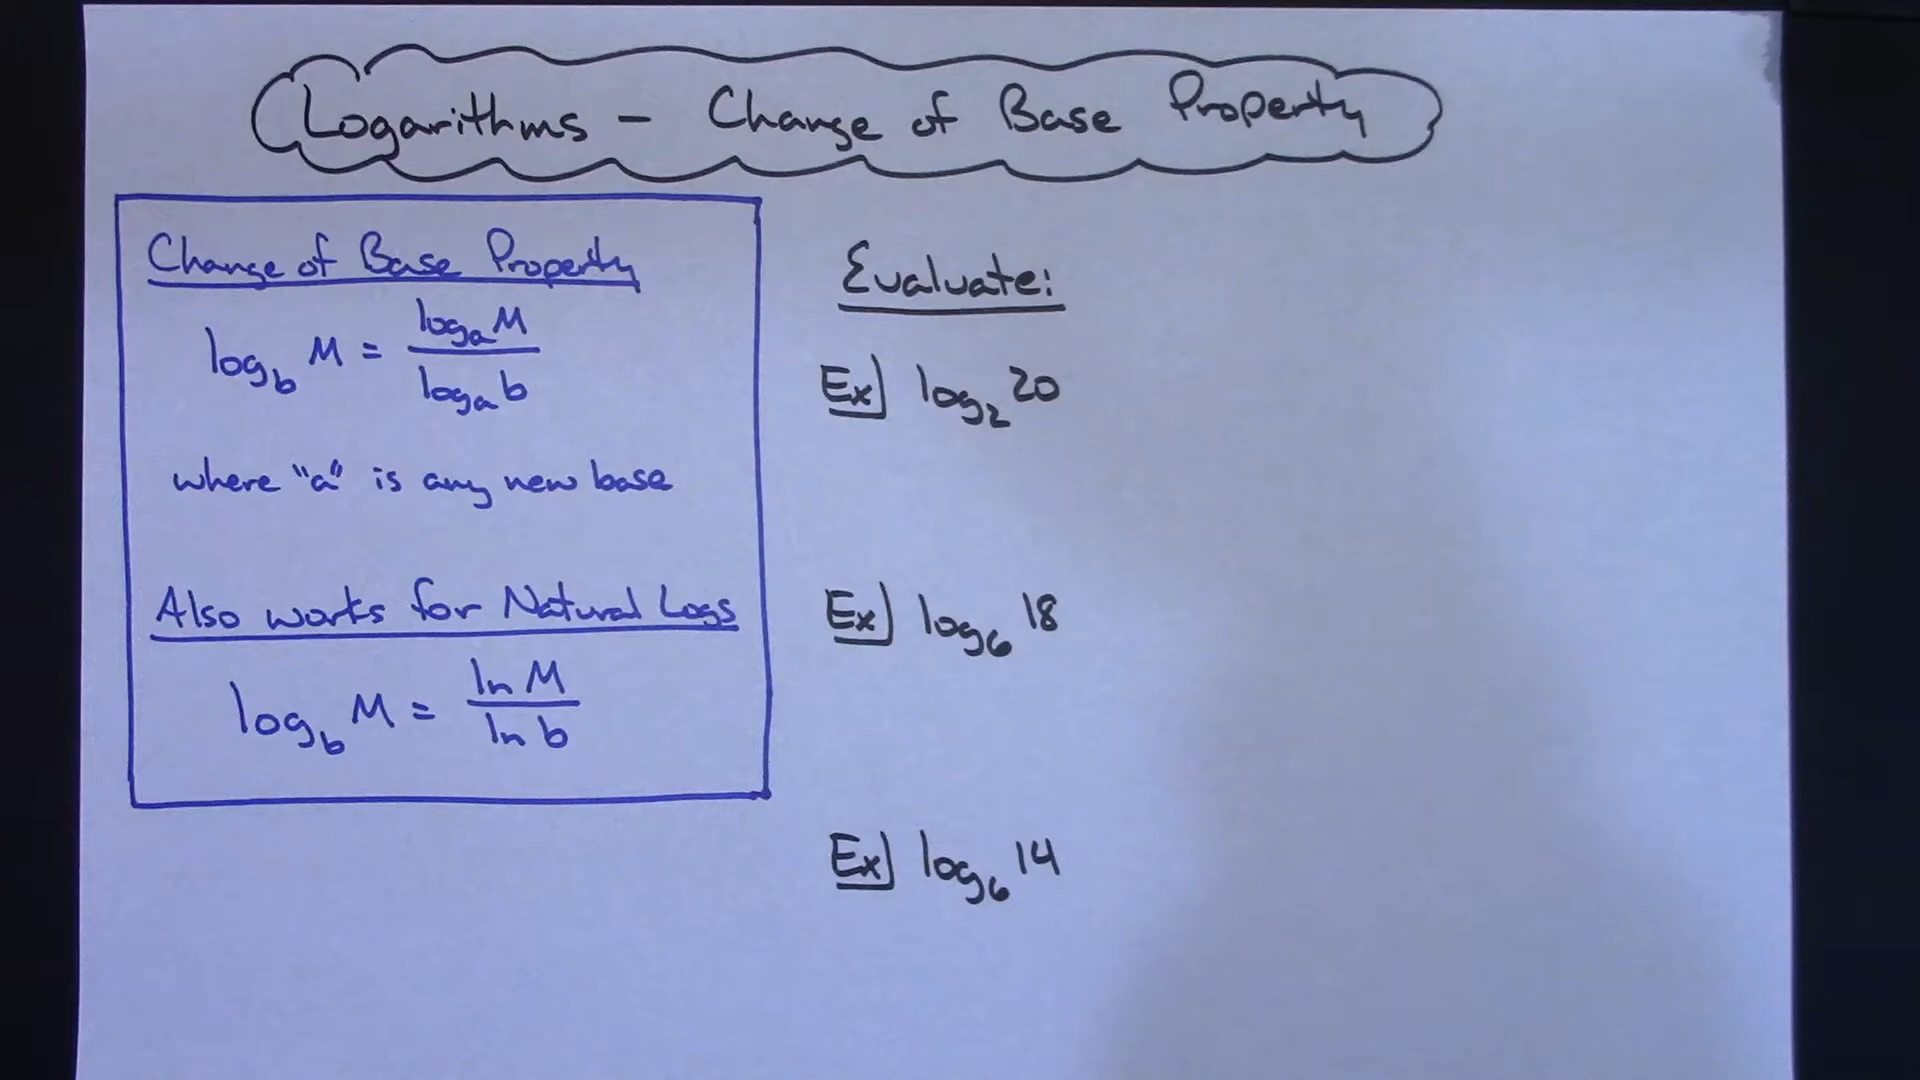 Logarithms - Change of Base Property
Change of Base Property
log_b M = log_a M / log_a b
where "a" is any new base
Also works for Natural Logs
log_b M = ln M / ln b
Evaluate:
Ex) log_2 20
Ex) log_6 18
Ex) log_6 14